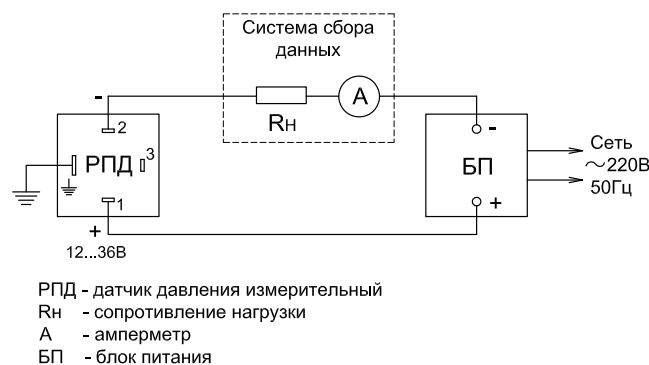 Система сбора
данных
-
Rн
А
2
3
РПД
1
+
12...36В
-
БП
+
Сеть
~220В
50Гц
РПД - датчик давления измерительный
Rн - сопротивление нагрузки
А - амперметр
БП - блок питания